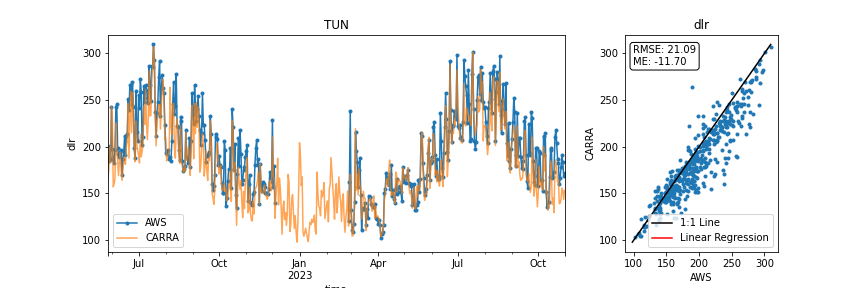 TUN
dlr
300
250
200
150
100
dlr
AWS
CARRA
Jul
Oct
Jan
2023
Apr
Jul
Oct
time
300
250
200
150
100
CARRA
RMSE: 21.09
ME: -11.70
1:1 Line
Linear Regression
100
150
200
250
300
AWS